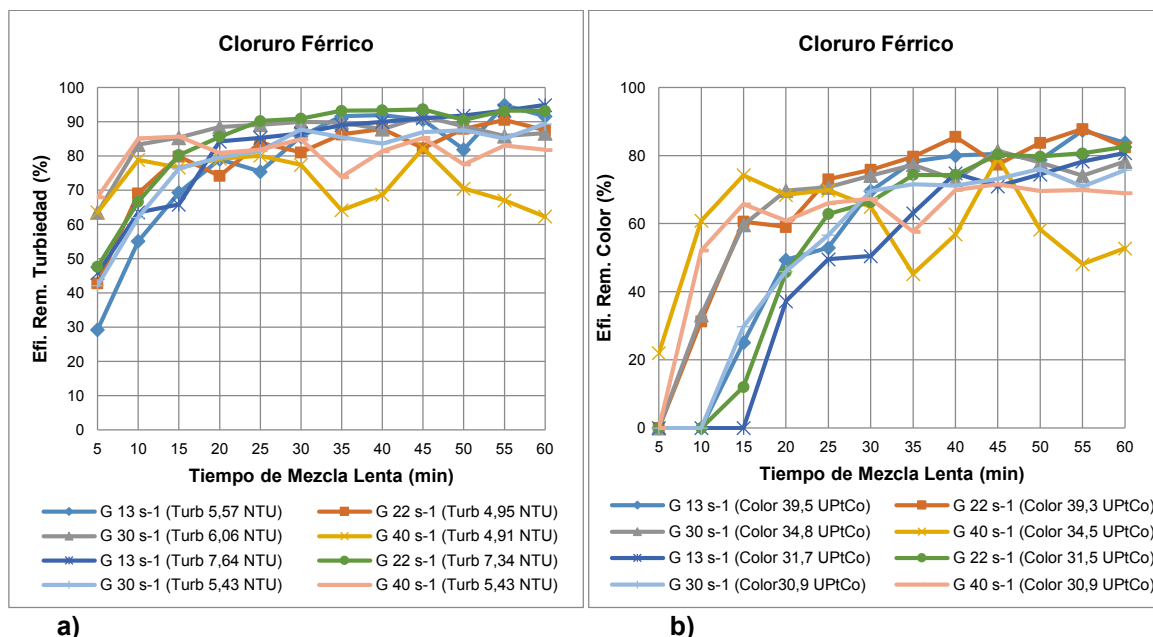 Cloruro Férrico
Efi. Rem. Turbiedad (%)
100
90
80
70
60
50
40
30
20
10
0
5 10 15 20 25 30 35 40 45 50 55 60
Tiempo de Mezcla Lenta (min)
G 13 s-1 (Turb 5,57 NTU) G 22 s-1 (Turb 4,95 NTU)
G 30 s-1 (Turb 6,06 NTU) G 40 s-1 (Turb 4,91 NTU)
G 13 s-1 (Turb 7,64 NTU) G 22 s-1 (Turb 7,34 NTU)
G 30 s-1 (Turb 5,43 NTU) G 40 s-1 (Turb 5,43 NTU)
a)
Cloruro Férrico
Efi. Rem. Color (%)
100
80
60
40
20
0
5 10 15 20 25 30 35 40 45 50 55 60
Tiempo de Mezcla Lenta (min)
G 13 s-1 (Color 39,5 UPtCo) G 22 s-1 (Color 39,3 UPtCo)
G 30 s-1 (Color 34,8 UPtCo) G 40 s-1 (Color 34,5 UPtCo)
G 13 s-1 (Color 31,7 UPtCo) G 22 s-1 (Color 31,5 UPtCo)
G 30 s-1 (Color30,9 UPtCo) G 40 s-1 (Color 30,9 UPtCo)
b)